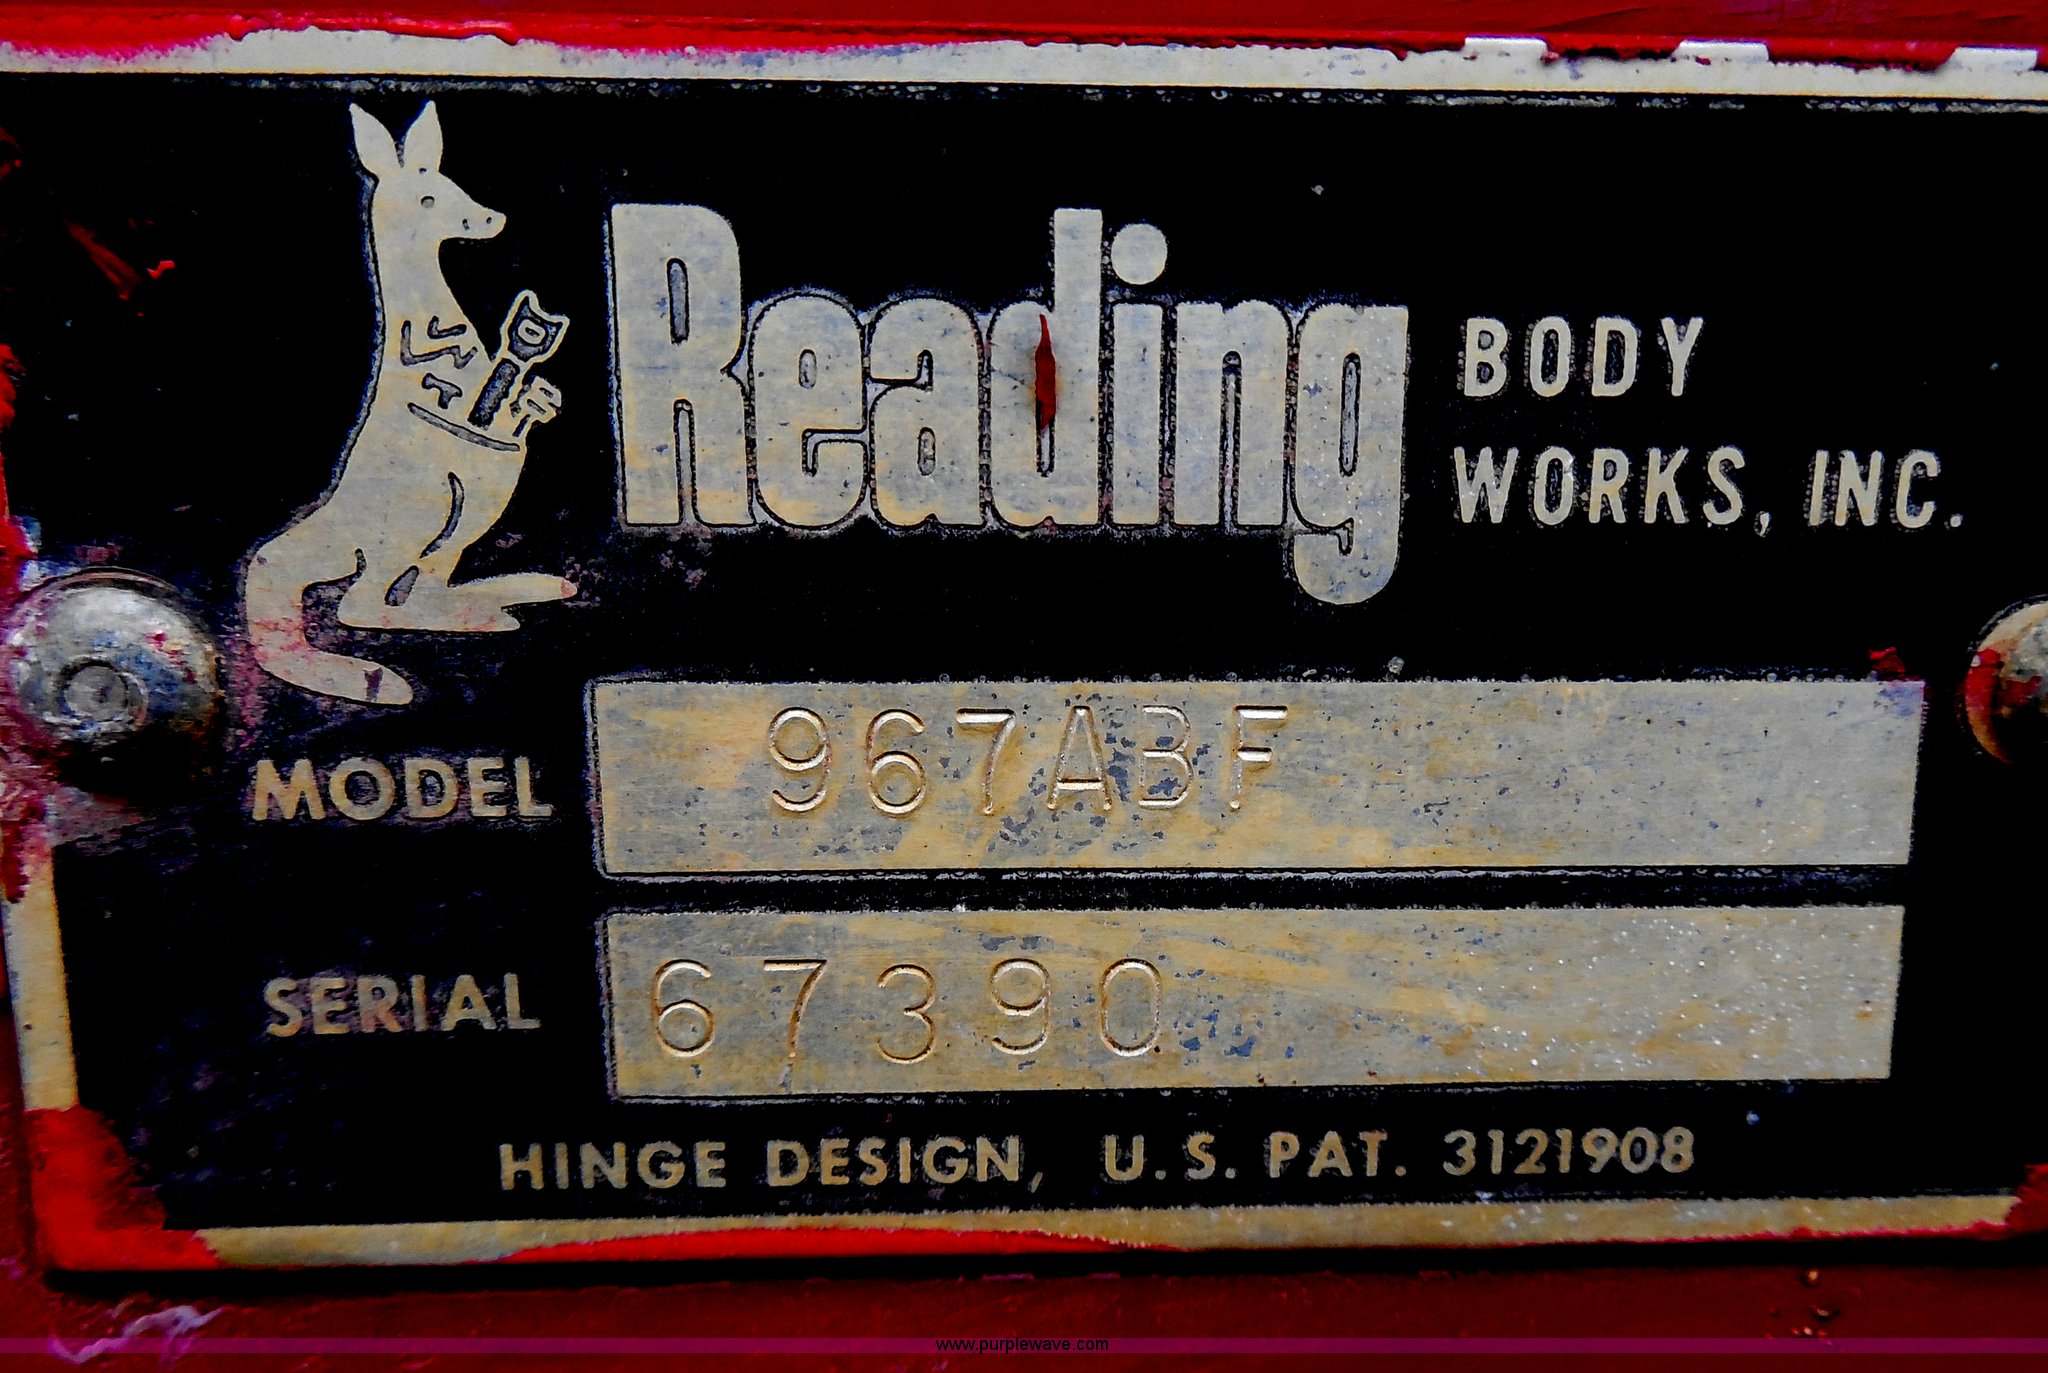 Reading BODY
WORKS, INC.
MODEL 967ABF
SERIAL 67390
HINGE DESIGN, U.S. PAT. 3121908
www.purplewave.com